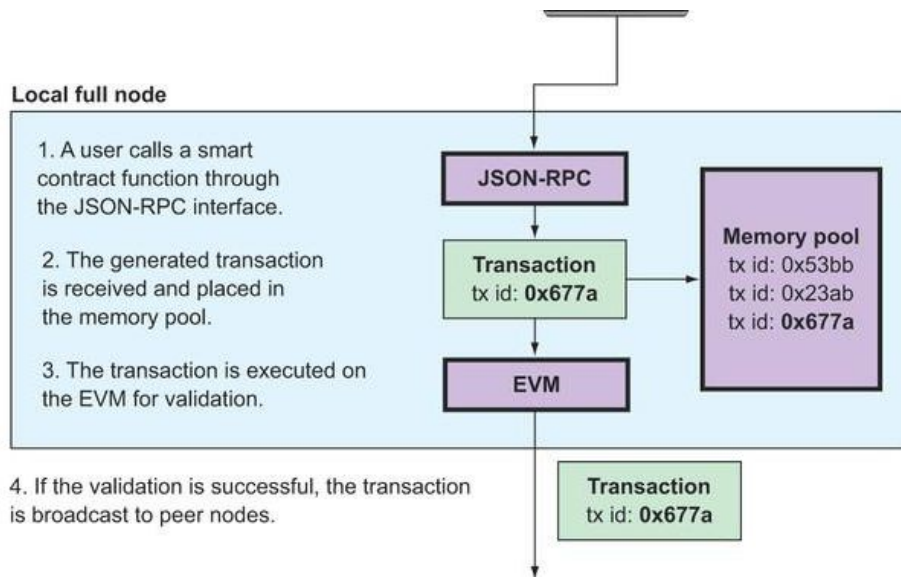 Local full node
1. A user calls a smart
contract function through
the JSON-RPC interface.
JSON-RPC
2. The generated transaction
is received and placed in
the memory pool.
Transaction
tx id: 0x677a
Memory pool
tx id: 0x53bb
tx id: 0x23ab
tx id: 0x677a
3. The transaction is executed on
the EVM for validation.
EVM
4. If the validation is successful, the transaction
is broadcast to peer nodes.
Transaction
tx id: 0x677a